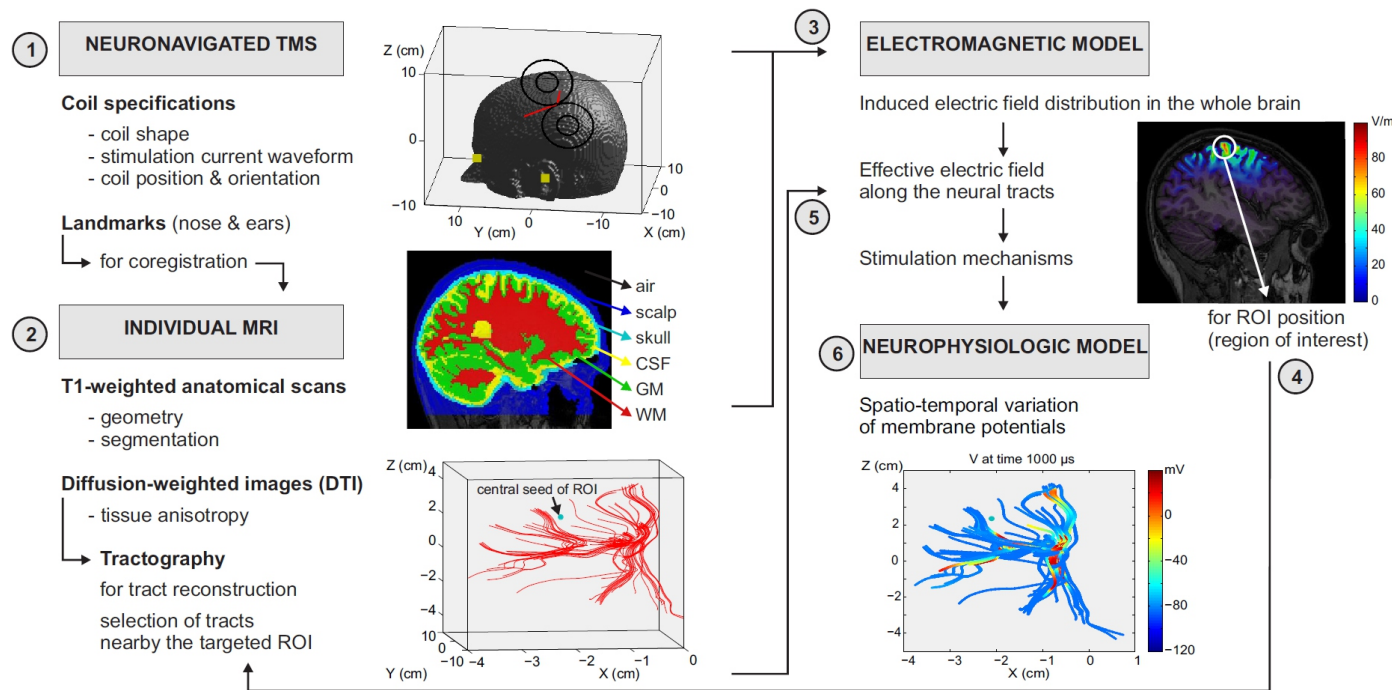 1
NEURONAVIGATED TMS
Coil specifications
- coil shape
- stimulation current waveform
- coil position & orientation
Landmarks (nose & ears)
for coregistration
2
INDIVIDUAL MRI
T1-weighted anatomical scans
- geometry
- segmentation
Diffusion-weighted images (DTI)
- tissue anisotropy
Tractography
for tract reconstruction
selection of tracts
nearby the targeted ROI
Z (cm)
10
0
−10
10
0
−10
Y (cm)
10
0
−10
X (cm)
air
scalp
skull
CSF
GM
WM
Z (cm)
4
2
0
−2
−4
central seed of ROI
10
−10
Y (cm)
−4
−3
−2
−1
0
X (cm)
3
ELECTROMAGNETIC MODEL
Induced electric field distribution in the whole brain
Effective electric field
along the neural tracts
5
Stimulation mechanisms
V/m
100
80
60
40
20
0
for ROI position
(region of interest)
4
6
NEUROPHYSIOLOGIC MODEL
Spatio-temporal variation
of membrane potentials
Z (cm)
V at time 1000 µs
4
2
0
−2
−4
−4
−3
−2
−1
0
1
X (cm)
mV
0
−40
−80
−120